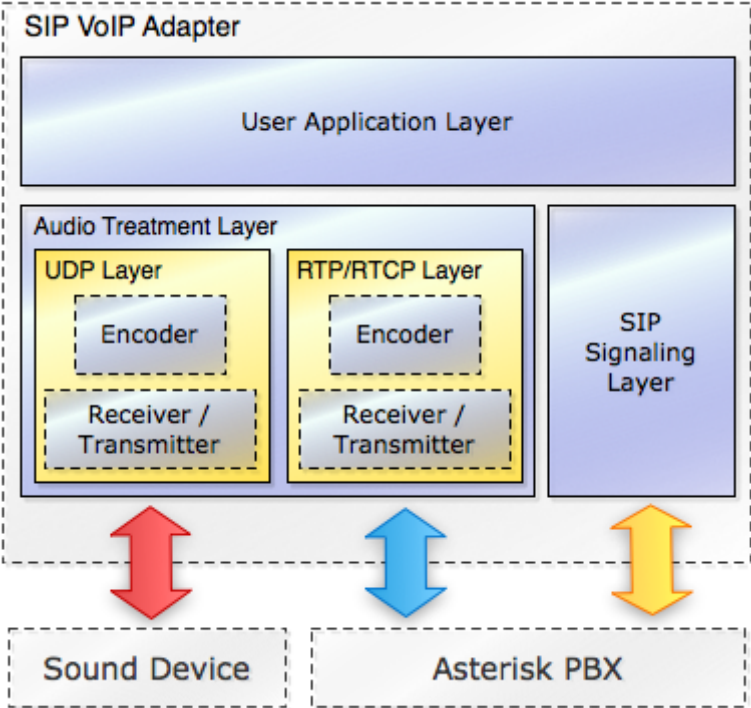 SIP VoIP Adapter
User Application Layer
Audio Treatment Layer
UDP Layer
Encoder
Receiver /
Transmitter
RTP/RTCP Layer
Encoder
Receiver /
Transmitter
SIP
Signaling
Layer
Sound Device
Asterisk PBX